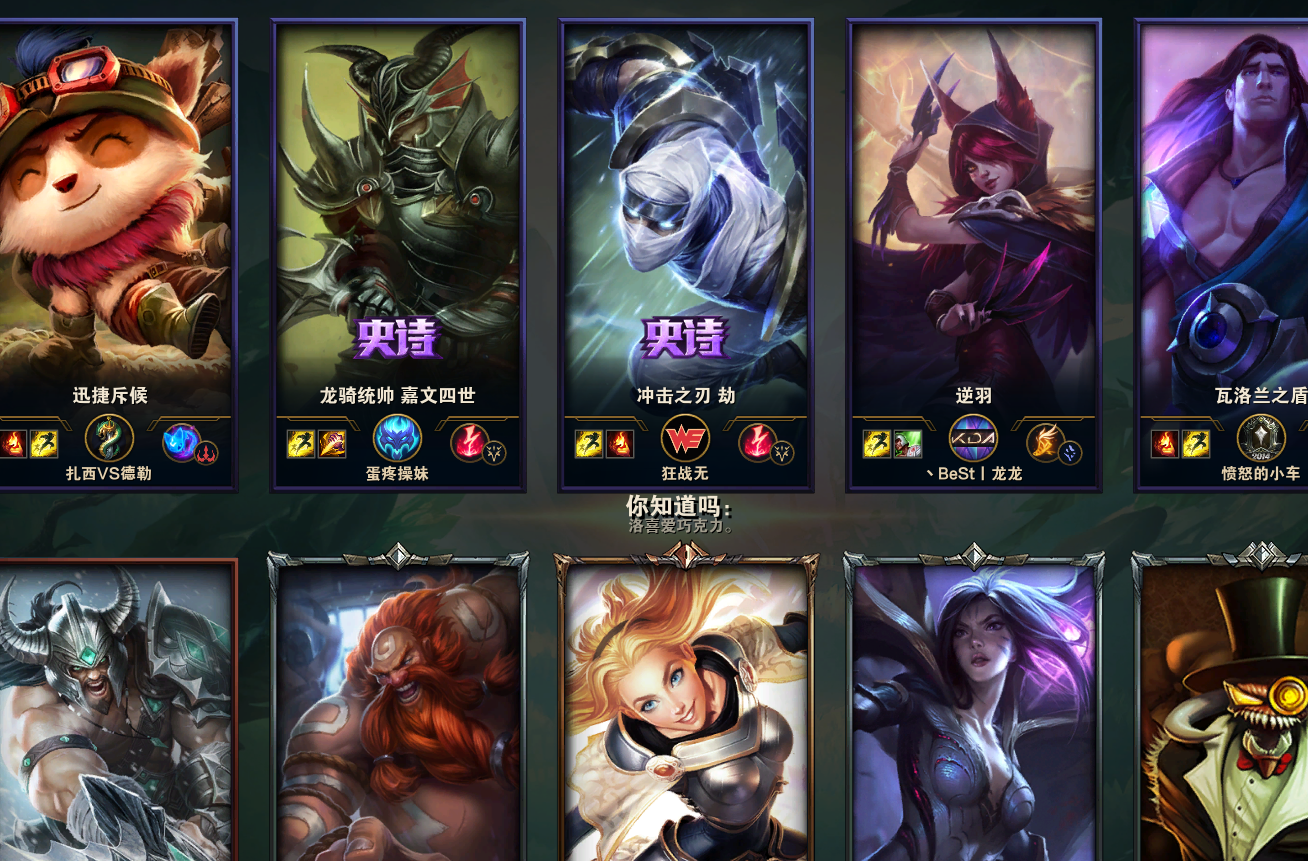 史诗
史诗
迅捷斥候
龙骑统帅 嘉文四世
冲击之刃 劫
逆羽
瓦洛兰之盾
KDA
2014
扎西VS德勒
蛋疼操妹
狂战无
丶BeSt丨龙龙
愤怒的小车
你知道吗:
洛喜爱巧克力。